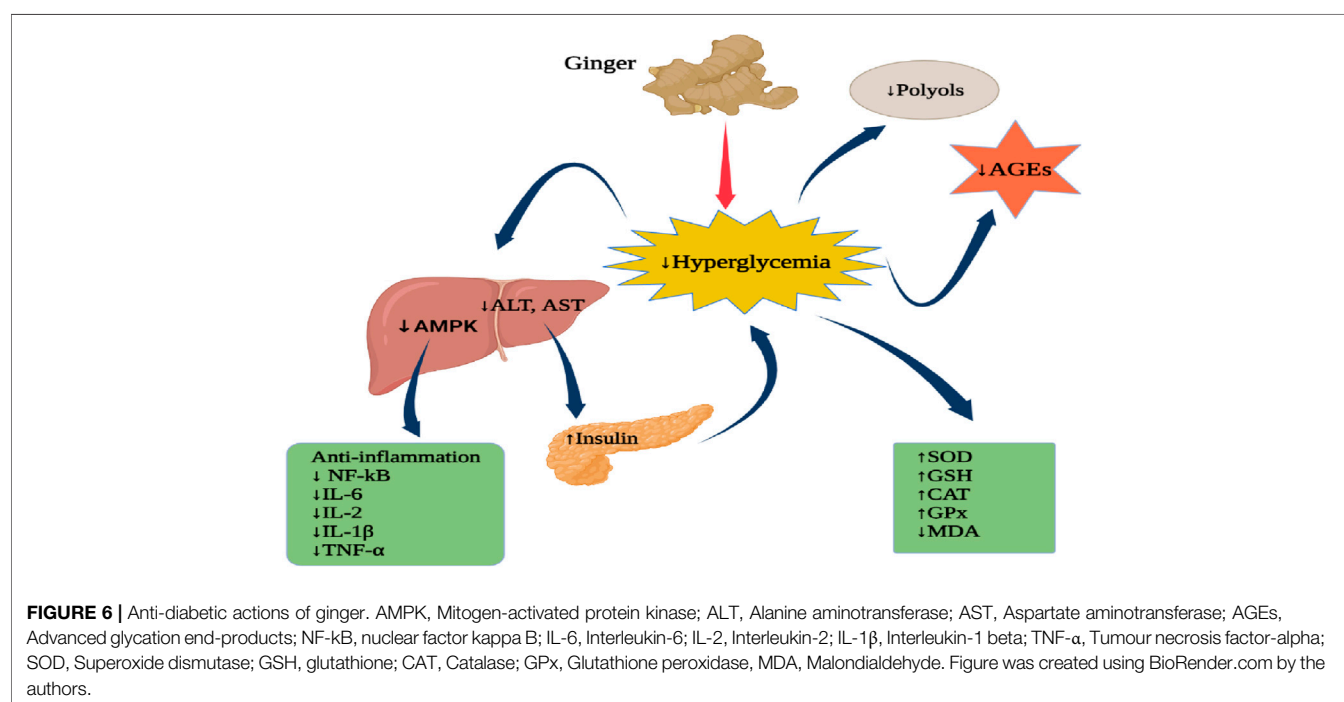 Ginger
↓Polyols
↓AGEs
↓Hyperglycemia
↓ALT, AST
↓AMPK
↑Insulin
Anti-inflammation
↓ NF-kB
↓IL-6
↓IL-2
↓IL-1β
↓TNF-α
↑SOD
↑GSH
↑CAT
↑GPx
↓MDA
FIGURE 6 | Anti-diabetic actions of ginger. AMPK, Mitogen-activated protein kinase; ALT, Alanine aminotransferase; AST, Aspartate aminotransferase; AGEs,
Advanced glycation end-products; NF-kB, nuclear factor kappa B; IL-6, Interleukin-6; IL-2, Interleukin-2; IL-1β, Interleukin-1 beta; TNF-α, Tumour necrosis factor-alpha;
SOD, Superoxide dismutase; GSH, glutathione; CAT, Catalase; GPx, Glutathione peroxidase, MDA, Malondialdehyde. Figure was created using BioRender.com by the
authors.